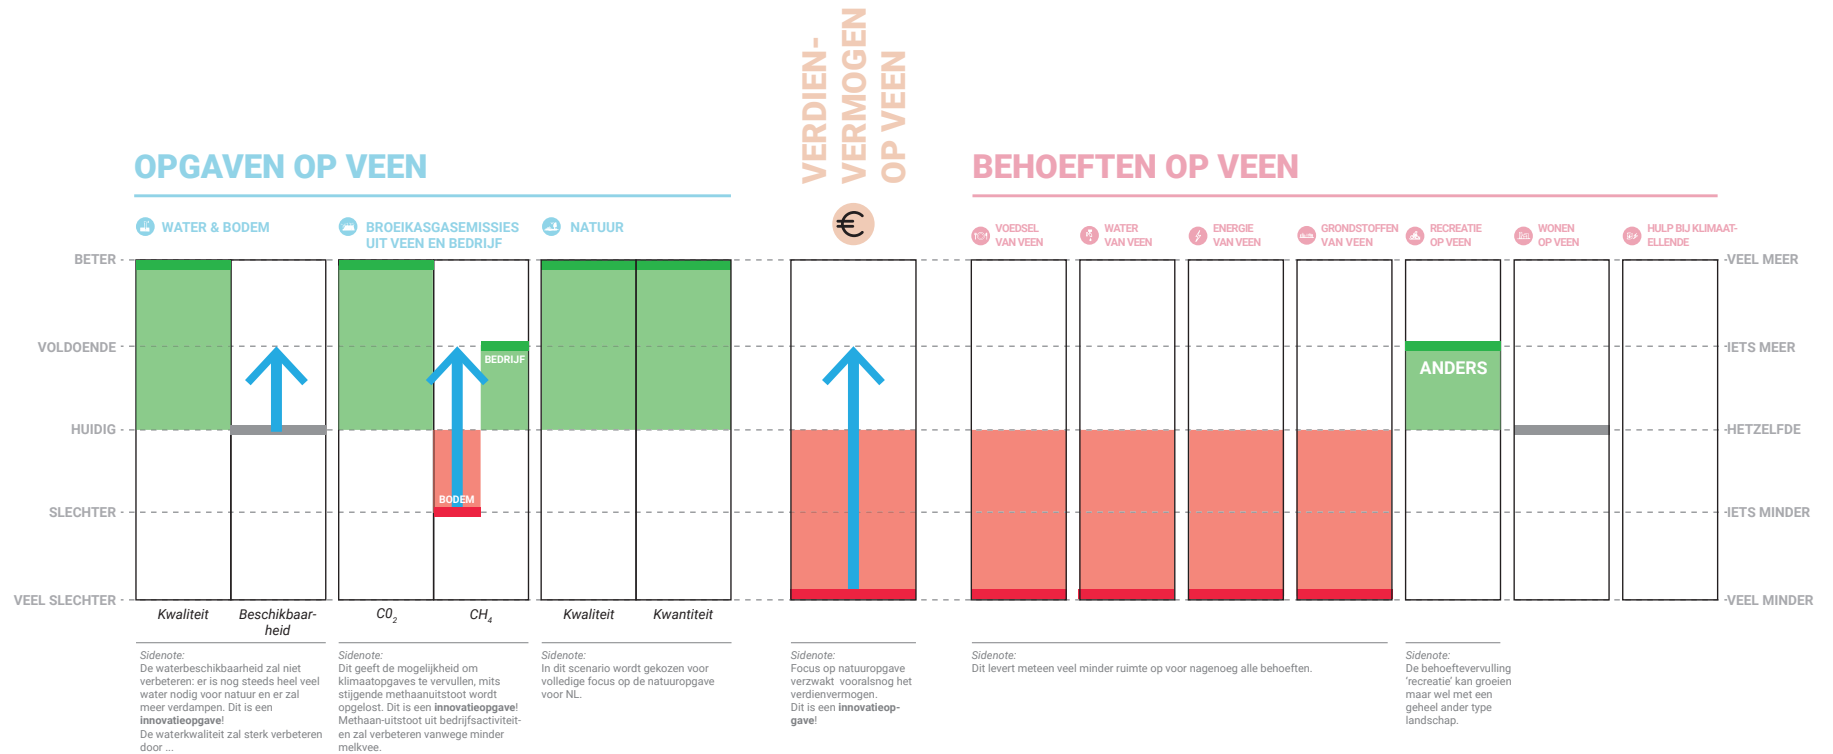 VERDIEN-
VERMOGEN
OP VEEN
OPGAVEN OP VEEN
BEHOEFTEN OP VEEN
WATER & BODEM
BROEIKASGASEMISSIES
UIT VEEN EN BEDRIJF
NATUUR
€
VOEDSEL
VAN VEEN
WATER
VAN VEEN
ENERGIE
VAN VEEN
GRONDSTOFFEN
VAN VEEN
RECREATIE
OP VEEN
WONEN
OP VEEN
HULP BIJ KLIMAAT-
ELLENDE
BETER
VEEL MEER
VOLDOENDE
IETS MEER
BEDRIJF
ANDERS
HUIDIG
HETZELFDE
BODEM
SLECHTER
IETS MINDER
VEEL SLECHTER
VEEL MINDER
Kwaliteit
Beschikbaar-
heid
C0₂
CH₄
Kwaliteit
Kwantiteit
Sidenote:
De waterbeschikbaarheid zal niet
verbeteren: er is nog steeds heel veel
water nodig voor natuur en er zal
meer verdampen. Dit is een
innovatieopgave!
De waterkwaliteit zal sterk verbeteren
door ...
Sidenote:
Dit geeft de mogelijkheid om
klimaatopgaves te vervullen, mits
stijgende methaanuitstoot wordt
opgelost. Dit is een innovatieopgave!
Methaan-uitstoot uit bedrijfsactiviteit-
en zal verbeteren vanwege minder
melkvee.
Sidenote:
In dit scenario wordt gekozen voor
volledige focus op de natuuropgave
voor NL.
Sidenote:
Focus op natuuropgave
verzwakt vooralsnog het
verdienvermogen.
Dit is een innovatieop-
gave!
Sidenote:
Dit levert meteen veel minder ruimte op voor nagenoeg alle behoeften.
Sidenote:
De behoeftevervulling
'recreatie' kan groeien
maar wel met een
geheel ander type
landschap.